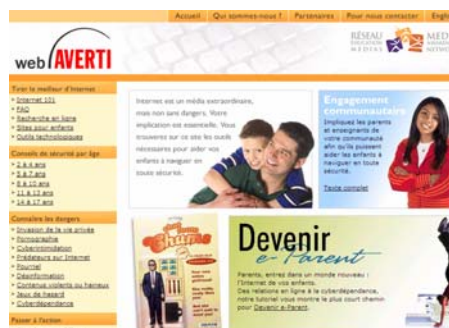 Accueil | Qui sommes-nous ? | Partenaires | Pour nous contacter | Engli
web AVERTI
RÉSEAU
ÉDUCATION
MÉDIAS
MED
Tirer le meilleur d'Internet
Internet 101
FAQ
Recherche en ligne
Sites pour enfants
Outils technologiques
Conseils de sécurité par âge
2 à 4 ans
5 à 7 ans
8 à 10 ans
11 à 13 ans
14 à 17 ans
Connaître les dangers
Invasion de la vie privée
Pornographie
Cyberintimidation
Prédateurs sur Internet
Pourriel
Désinformation
Contenus violents ou haineux
Jeux de hasard
Cyberdépendance
Passer à l'action
Internet est un média extraordinaire,
mais non sans dangers. Votre
implication est essentielle. Vous
trouverez sur ce site les outils
nécessaires pour aider vos
enfants à naviguer en
toute sécurité.
Engagement
communautaire
Impliquez les parents
et enseignants de
votre communauté
afin qu'ils puissent
aider les enfants à
naviguer en toute
sécurité.
Texte complet
Chums
Devenir
e-Parent
Parents, entrez dans un monde nouveau :
l'Internet de vos enfants.
Des relations en ligne à la cyberdépendance,
notre tutoriel vous montre le plus court chemin
pour Devenir e-Parent.